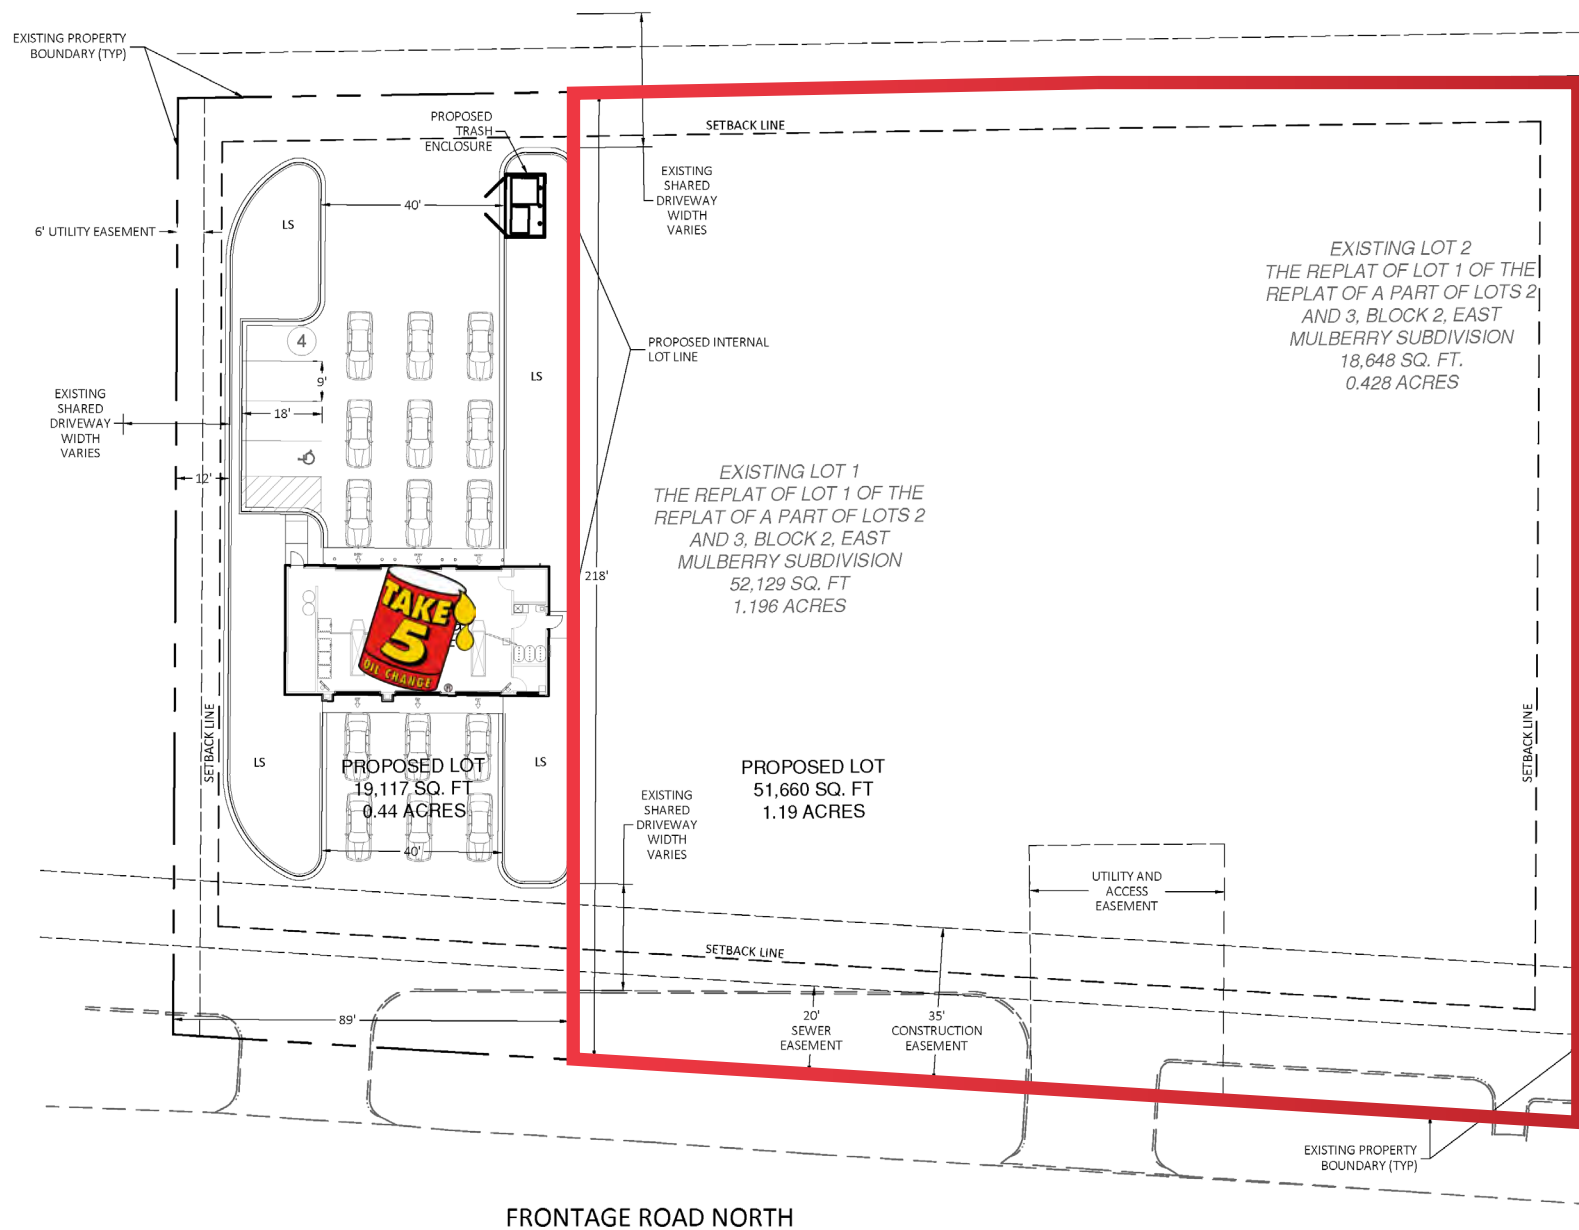 EXISTING PROPERTY
BOUNDARY (TYP)
PROPOSED
TRASH
ENCLOSURE
SETBACK LINE
EXISTING
SHARED
DRIVEWAY
WIDTH
VARIES
40'
LS
6' UTILITY EASEMENT
EXISTING LOT 2
THE REPLAT OF LOT 1 OF THE
REPLAT OF A PART OF LOTS 2
AND 3, BLOCK 2, EAST
MULBERRY SUBDIVISION
18,648 SQ. FT.
0.428 ACRES
4
PROPOSED INTERNAL
LOT LINE
9'
LS
18'
EXISTING
SHARED
DRIVEWAY
WIDTH
VARIES
12'
EXISTING LOT 1
THE REPLAT OF LOT 1 OF THE
REPLAT OF A PART OF LOTS 2
AND 3, BLOCK 2, EAST
MULBERRY SUBDIVISION
52,129 SQ. FT
1.196 ACRES
218'
TAKE
5
OIL CHANGE
®
SETBACK LINE
SETBACK LINE
LS
LS
PROPOSED LOT
19,117 SQ. FT
0.44 ACRES
PROPOSED LOT
51,660 SQ. FT
1.19 ACRES
EXISTING
SHARED
DRIVEWAY
WIDTH
VARIES
40'
UTILITY AND
ACCESS
EASEMENT
SETBACK LINE
89'
20'
SEWER
EASEMENT
35'
CONSTRUCTION
EASEMENT
EXISTING PROPERTY
BOUNDARY (TYP)
FRONTAGE ROAD NORTH